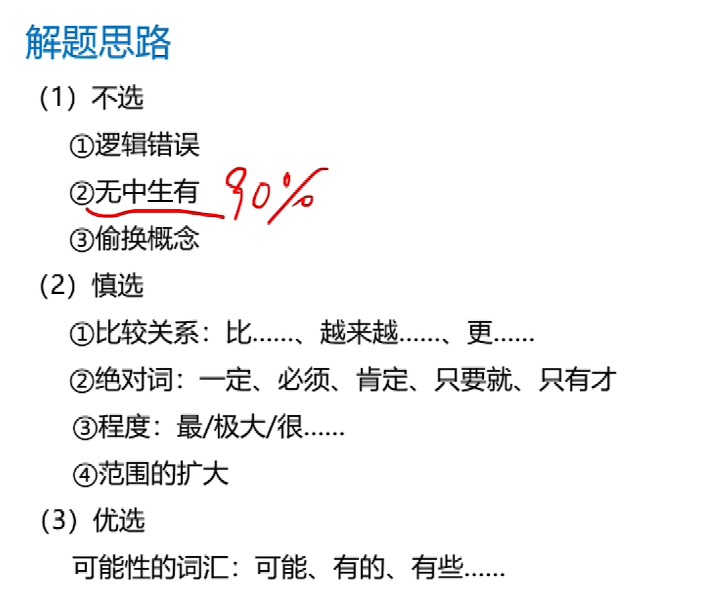 解题思路
（1）不选
①逻辑错误
②无中生有 90%
③偷换概念
（2）慎选
①比较关系：比……、越来越……、更……
②绝对词：一定、必须、肯定、只要就、只有才
③程度：最/极大/很……
④范围的扩大
（3）优选
可能性的词汇：可能、有的、有些……